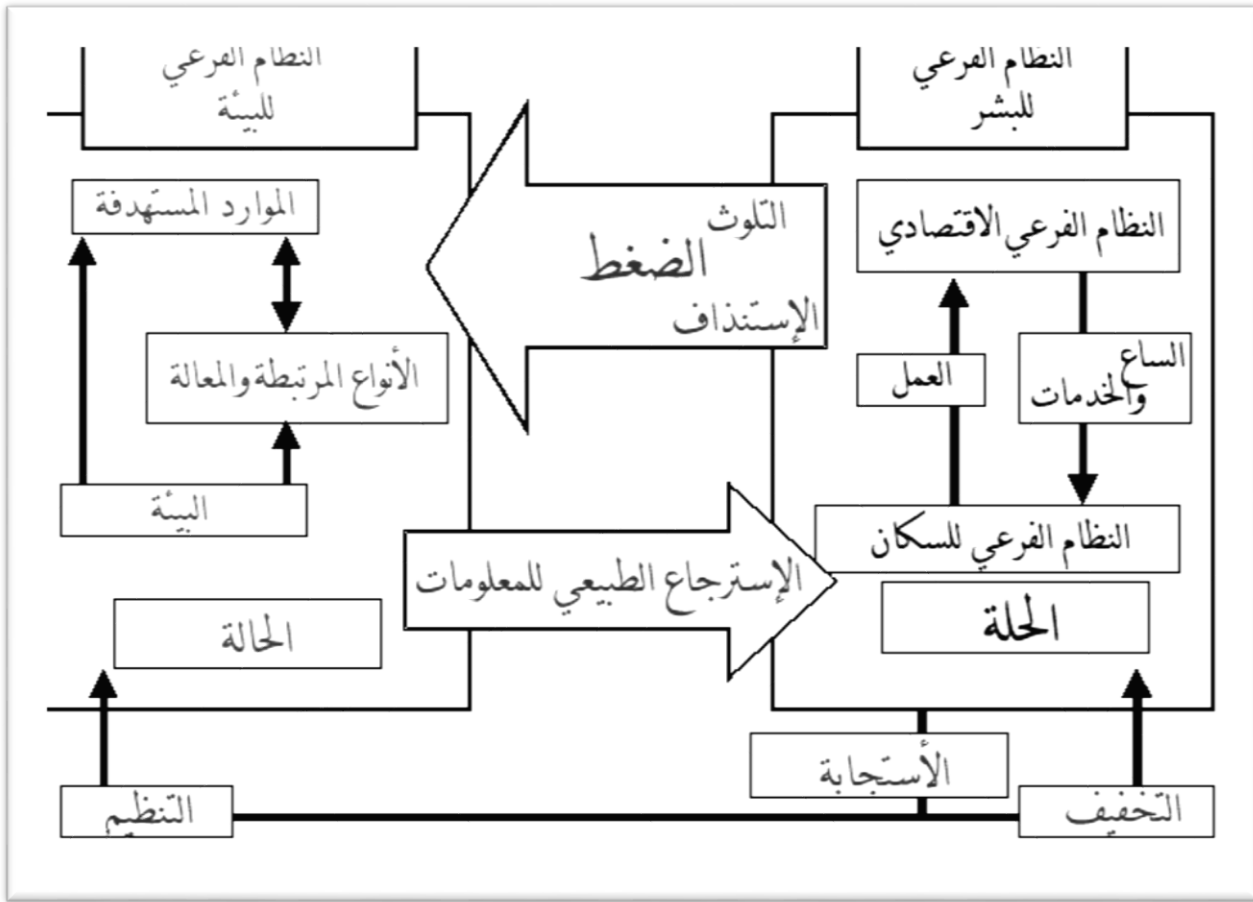 النظام الفرعي
للبشر
النظام الفرعي الاقتصادي
العمل
الساع
والخدمات
النظام الفرعي للسكان
الحلة
التلوث
الضغط
الإستنذاف
الإسترجاع الطبيعي للمعلومات
النظام الفرعي
للبيئة
الموارد المستهدفة
الأنواع المرتبطة والمعالة
البيئة
الحالة
الأستجابة
التخفيف
التنظيم